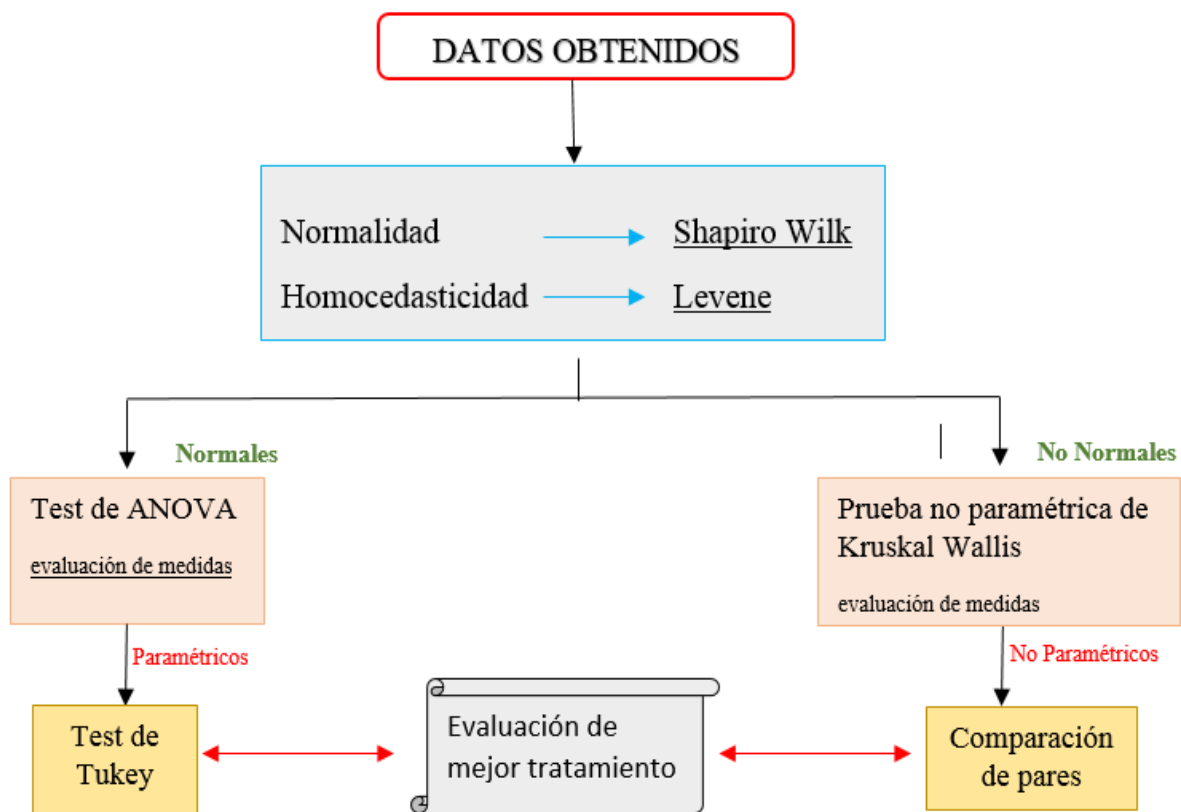 DATOS OBTENIDOS
Normalidad Shapiro Wilk
Homocedasticidad Levene
Normales
No Normales
Test de ANOVA
evaluación de medidas
Prueba no paramétrica de
Kruskal Wallis
evaluación de medidas
Paramétricos
No Paramétricos
Test de
Tukey
Evaluación de
mejor tratamiento
Comparación
de pares